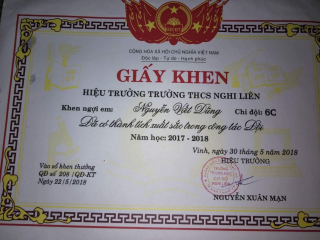 CỘNG HÒA XÃ HỘI CHỦ NGHĨA VIỆT NAM
Độc lập - Tự do - Hạnh phúc
GIẤY KHEN
HIỆU TRƯỞNG TRƯỜNG THCS NGHI LIÊN
Khen ngợi em: Nguyễn Viết Dũng Chi đội: 6C
Đã có thành tích xuất sắc trong công tác Đội
Năm học: 2017 - 2018
Vinh, ngày 30 tháng 5 năm 2018
Vào sổ khen thưởng
HIỆU TRƯỞNG
QĐ số: 208 /QĐ-KT
Ngày 22/5/2018
NGUYỄN XUÂN MẠN